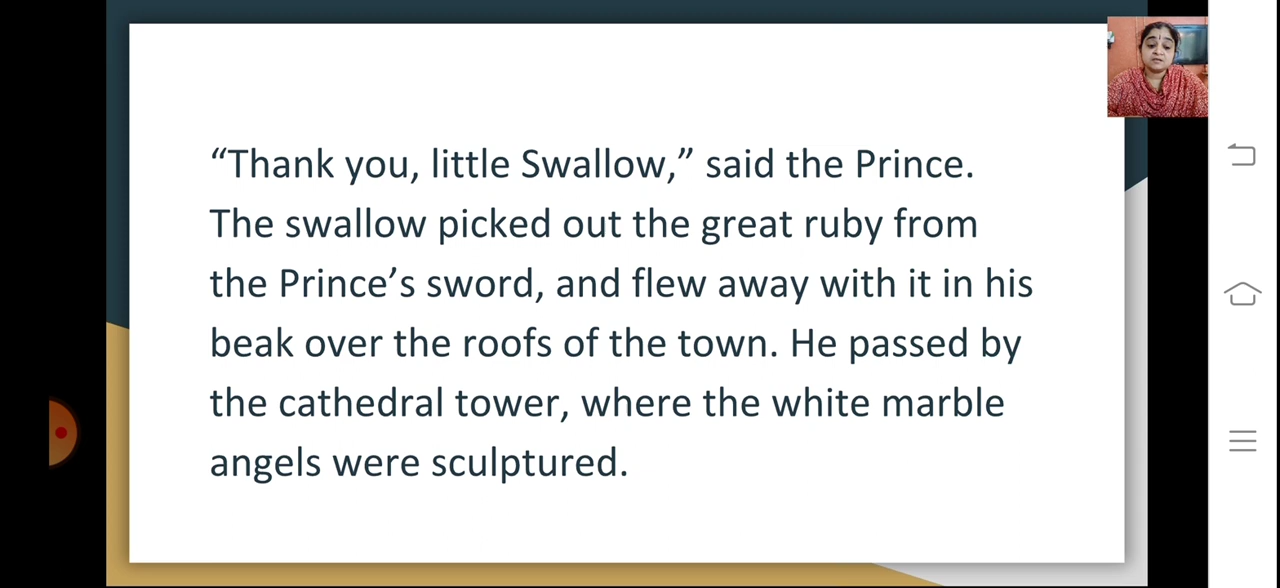 “Thank you, little Swallow,” said the Prince.
The swallow picked out the great ruby from
the Prince’s sword, and flew away with it in his
beak over the roofs of the town. He passed by
the cathedral tower, where the white marble
angels were sculptured.